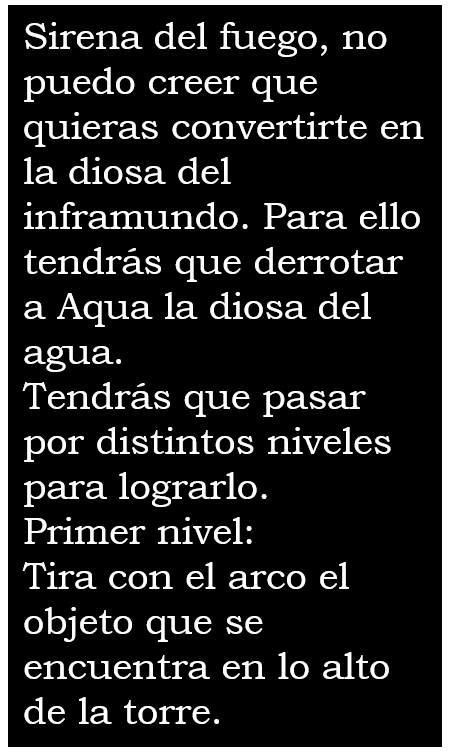 Sirena del fuego, no
puedo creer que
quieras convertirte en
la diosa del
inframundo. Para ello
tendrás que derrotar
a Aqua la diosa del
agua.
Tendrás que pasar
por distintos niveles
para lograrlo.
Primer nivel:
Tira con el arco el
objeto que se
encuentra en lo alto
de la torre.